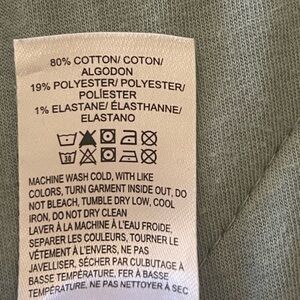 80% COTTON/ COTON/
ALGODON
19% POLYESTER/ POLYESTER/
POLÍESTER
1% ELASTANE/ ÉLASTHANNE/
ELASTANO
30
MACHINE WASH COLD, WITH LIKE
COLORS, TURN GARMENT INSIDE OUT, DO
NOT BLEACH, TUMBLE DRY LOW, COOL
IRON, DO NOT DRY CLEAN
LAVER À LA MACHINE À L'EAU FROIDE,
SEPARER LES COULEURS, TOURNER LE
VÊTEMENT À L'ENVERS, NE PAS
JAVELLISER, SÉCHER PAR CULBUTAGE À
BASSE TEMPÉRATURE, FER À BASSE
TEMPÉRATURE, NE PAS NETTOYER À SEC